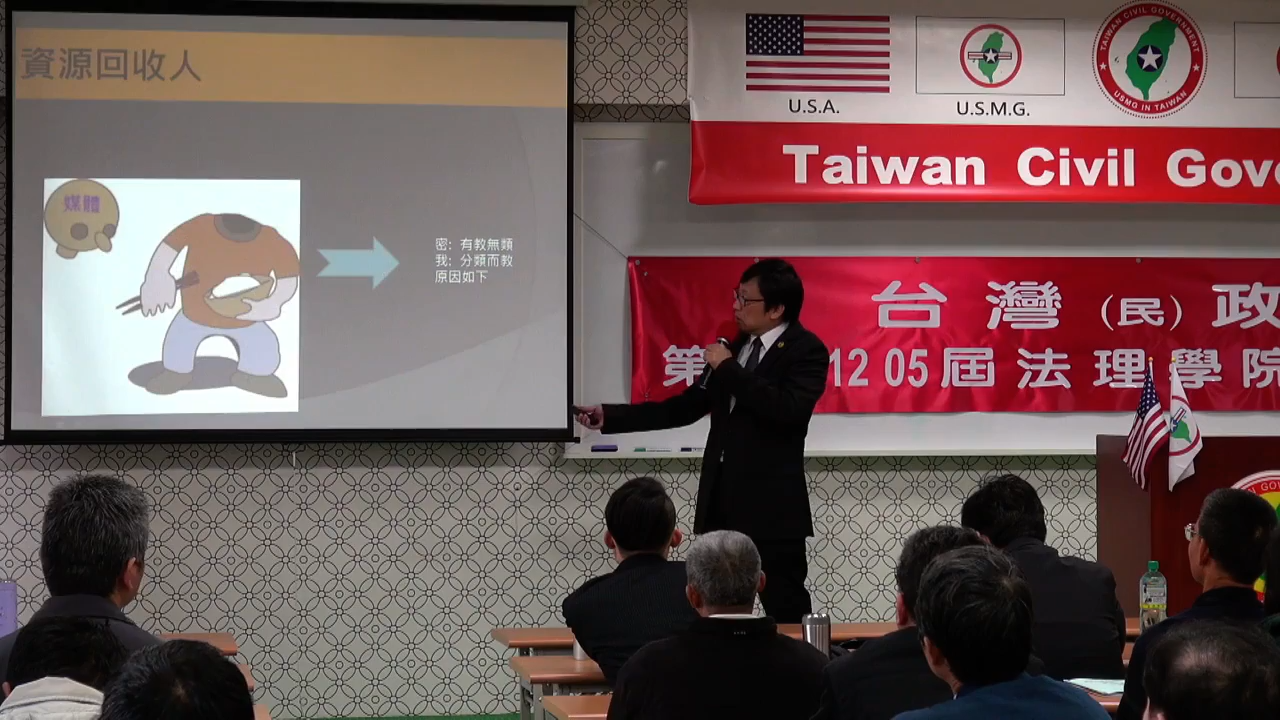 資源回收人
媒體
密: 有教無類
我: 分類而教
原因如下
U.S.A.
U.S.M.G.
TAIWAN CIVIL GOVERNMENT
USMG IN TAIWAN
Taiwan Civil Gove
台灣(民)政
第 12 05 屆法理學院